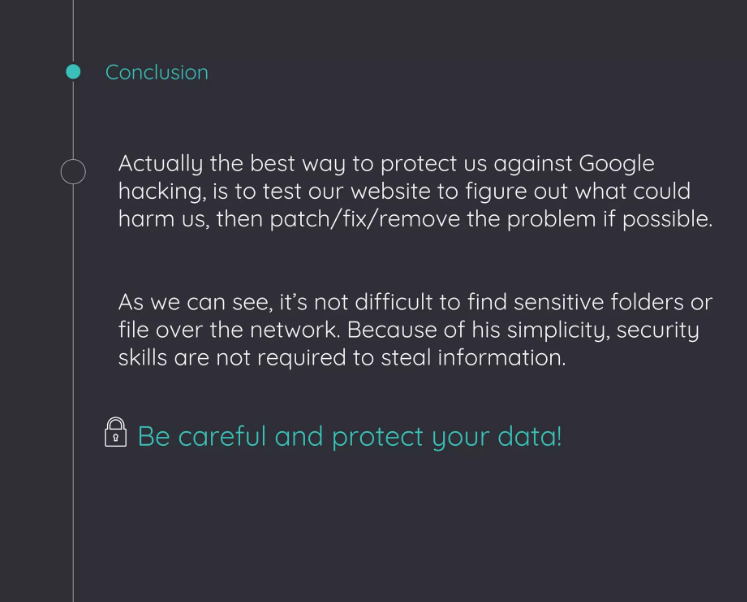 Conclusion
Actually the best way to protect us against Google
hacking, is to test our website to figure out what could
harm us, then patch/fix/remove the problem if possible.
As we can see, it’s not difficult to find sensitive folders or
file over the network. Because of his simplicity, security
skills are not required to steal information.
Be careful and protect your data!